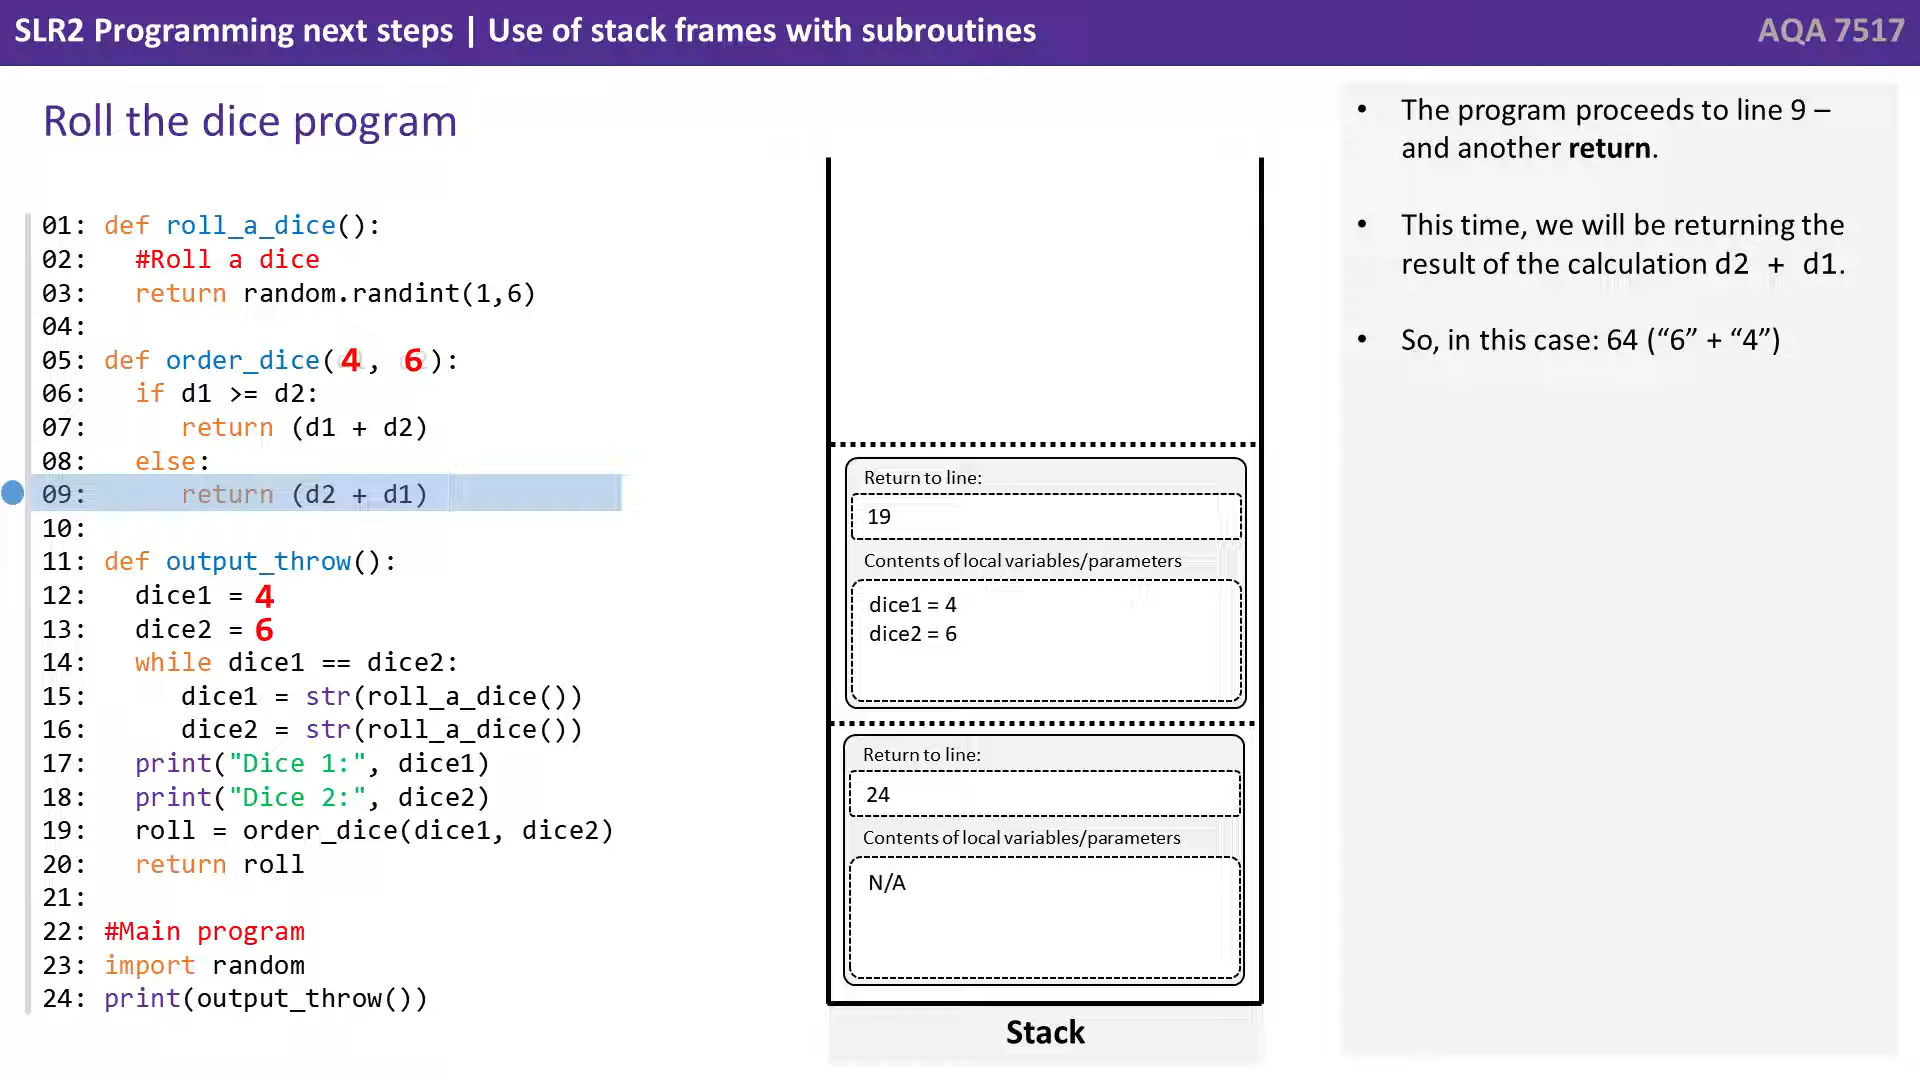 SLR2 Programming next steps | Use of stack frames with subroutines
AQA 7517
Roll the dice program
01: def roll_a_dice():
02: #Roll a dice
03: return random.randint(1,6)
04:
05: def order_dice(4, 6):
06: if d1 >= d2:
07: return (d1 + d2)
08: else:
09: return (d2 + d1)
10:
11: def output_throw():
12: dice1 = 4
13: dice2 = 6
14: while dice1 == dice2:
15: dice1 = str(roll_a_dice())
16: dice2 = str(roll_a_dice())
17: print("Dice 1:", dice1)
18: print("Dice 2:", dice2)
19: roll = order_dice(dice1, dice2)
20: return roll
21:
22: #Main program
23: import random
24: print(output_throw())
Return to line:
19
Contents of local variables/parameters
dice1 = 4
dice2 = 6
Return to line:
24
Contents of local variables/parameters
N/A
Stack
• The program proceeds to line 9 –
and another return.
• This time, we will be returning the
result of the calculation d2 + d1.
• So, in this case: 64 (“6” + “4”)